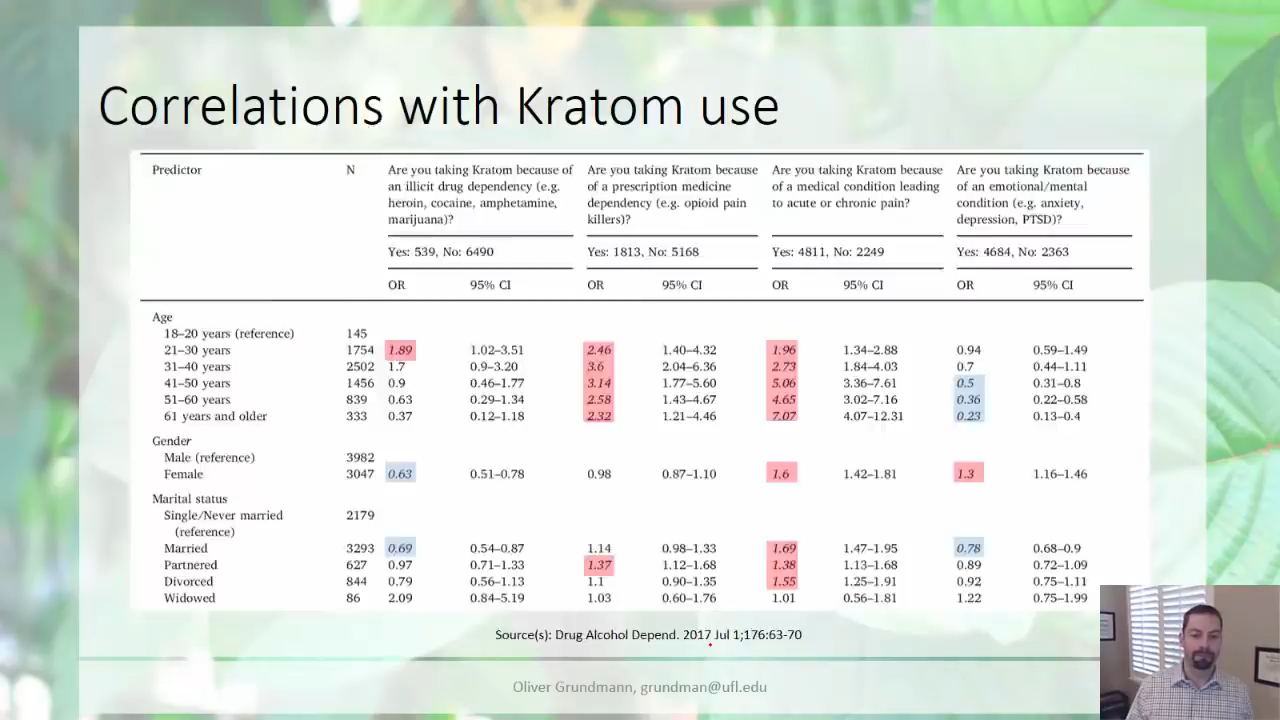 Correlations with Kratom use
Predictor N Are you taking Kratom because of an illicit drug dependency (e.g. heroin, cocaine, amphetamine, marijuana)? Are you taking Kratom because of a prescription medicine dependency (e.g. opioid pain killers)? Are you taking Kratom because of a medical condition leading to acute or chronic pain? Are you taking Kratom because of an emotional/mental condition (e.g. anxiety, depression, PTSD)?
Yes: 539, No: 6490 Yes: 1813, No: 5168 Yes: 4811, No: 2249 Yes: 4684, No: 2363
OR 95% CI OR 95% CI OR 95% CI OR 95% CI
Age
18–20 years (reference) 145
21–30 years 1754 1.89 1.02–3.51 2.46 1.40–4.32 1.96 1.34–2.88 0.94 0.59–1.49
31–40 years 2502 1.7 0.9–3.20 3.6 2.04–6.36 2.73 1.84–4.03 0.7 0.44–1.11
41–50 years 1456 0.9 0.46–1.77 3.14 1.77–5.60 5.06 3.36–7.61 0.5 0.31–0.8
51–60 years 839 0.63 0.29–1.34 2.58 1.43–4.67 4.65 3.02–7.16 0.36 0.22–0.58
61 years and older 333 0.37 0.12–1.18 2.32 1.21–4.46 7.07 4.07–12.31 0.23 0.13–0.4
Gender
Male (reference) 3982
Female 3047 0.63 0.51–0.78 0.98 0.87–1.10 1.6 1.42–1.81 1.3 1.16–1.46
Marital status
Single/Never married 2179
(reference)
Married 3293 0.69 0.54–0.87 1.14 0.98–1.33 1.69 1.47–1.95 0.78 0.68–0.9
Partnered 627 0.97 0.71–1.33 1.37 1.12–1.68 1.38 1.13–1.68 0.89 0.72–1.09
Divorced 844 0.79 0.56–1.13 1.1 0.90–1.35 1.55 1.25–1.91 0.92 0.75–1.11
Widowed 86 2.09 0.84–5.19 1.03 0.60–1.76 1.01 0.56–1.81 1.22 0.75–1.99
Source(s): Drug Alcohol Depend. 2017 Jul 1;176:63-70
Oliver Grundmann, grundman@ufl.edu